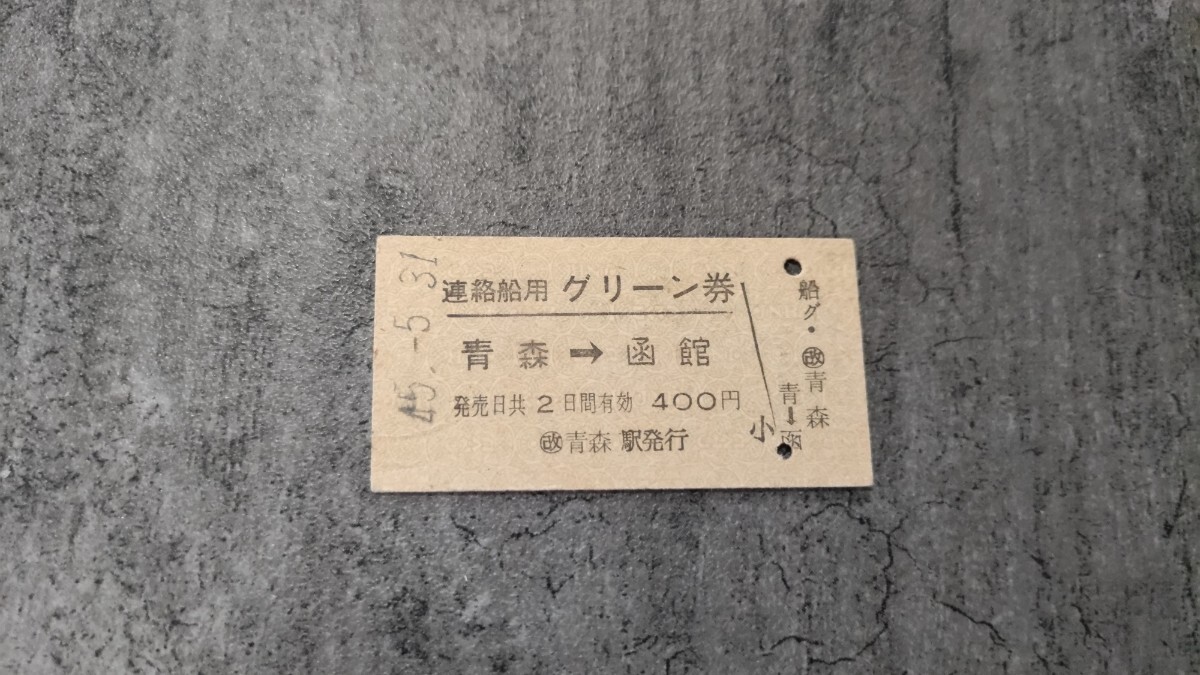 45.-5.31
連絡船用 グリーン券
青森➡函館
発売日共2日間有効 400円
㊢青森駅発行
小
船グ・㊢青森
青➡函